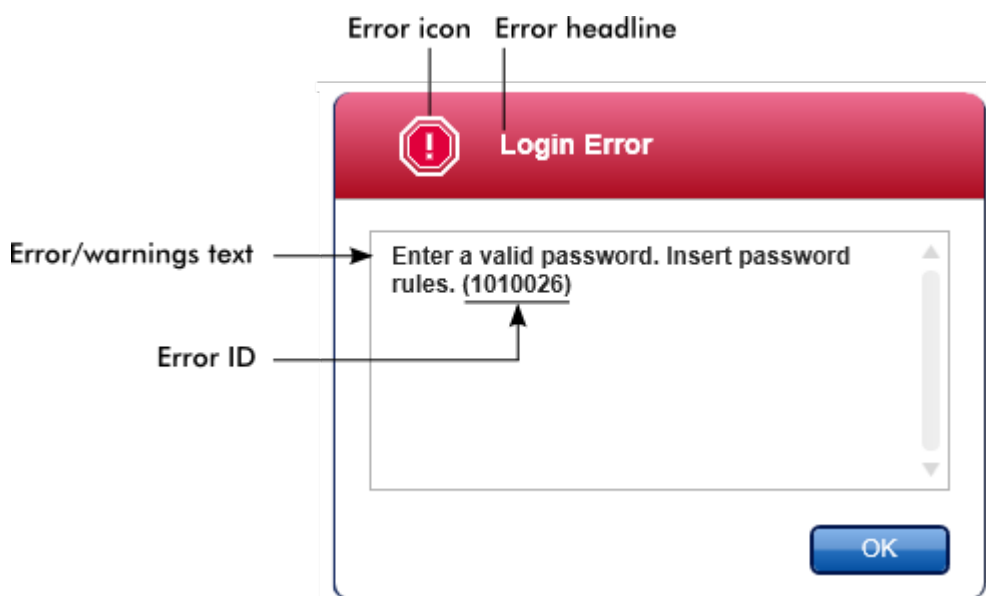 Error icon Error headline
Login Error
Error/warnings text
Enter a valid password. Insert password
rules. (1010026)
Error ID
OK